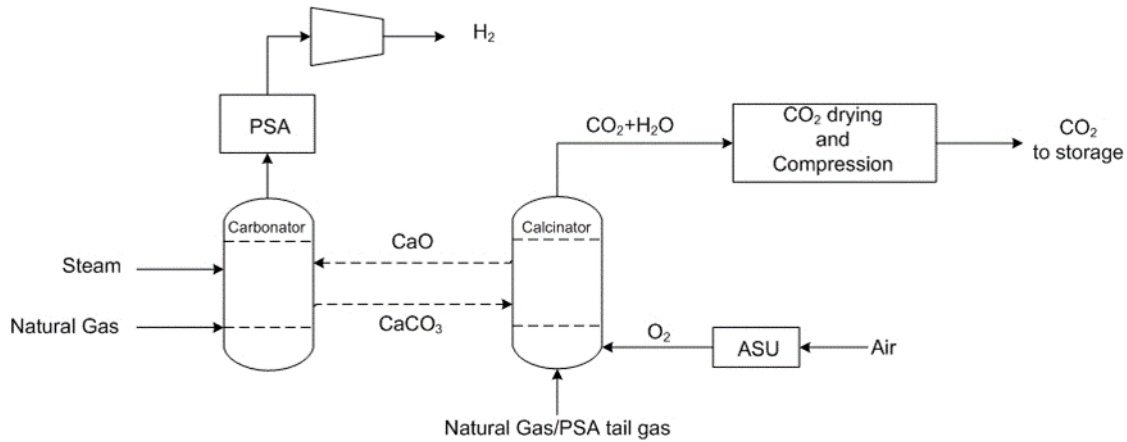 H₂
PSA
CO₂+H₂O
CO₂ drying
and
Compression
CO₂
to storage
Carbonator
Calcinator
CaO
Steam
Natural Gas
CaCO₃
O₂
ASU
Air
Natural Gas/PSA tail gas